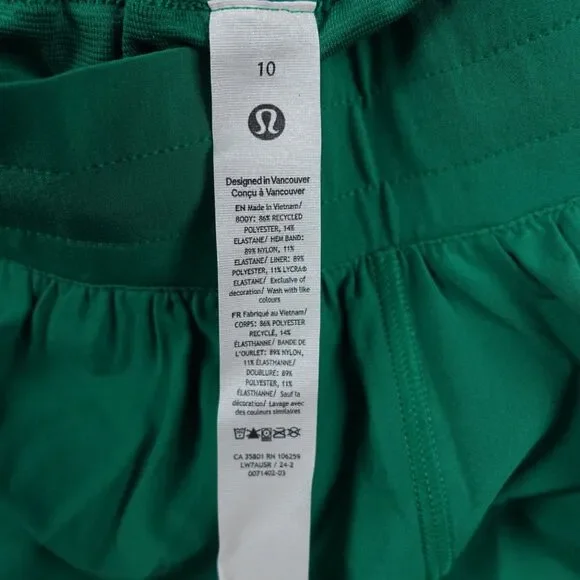 10
Designed in Vancouver
Conçu à Vancouver
EN Made in Vietnam/
BODY: 86% RECYCLED
POLYESTER, 14%
ELASTANE/ HEM BAND:
89% NYLON, 11%
ELASTANE/ LINER: 89%
POLYESTER, 11% LYCRA®
ELASTANE/ Exclusive of
decoration/ Wash with like
colours
FR Fabriqué au Vietnam/
CORPS: 86% POLYESTER
RECYCLÉ, 14%
ÉLASTHANNE/ BANDE DE
L'OURLET: 89% NYLON,
11% ÉLASTHANNE/
DOUBLURE: 89%
POLYESTER, 11%
ÉLASTHANNE/ Sauf la
décoration/ Lavage avec
des couleurs similaires
CA 35801 RN 106259
LW7AUSR / 24-2
0071402-03